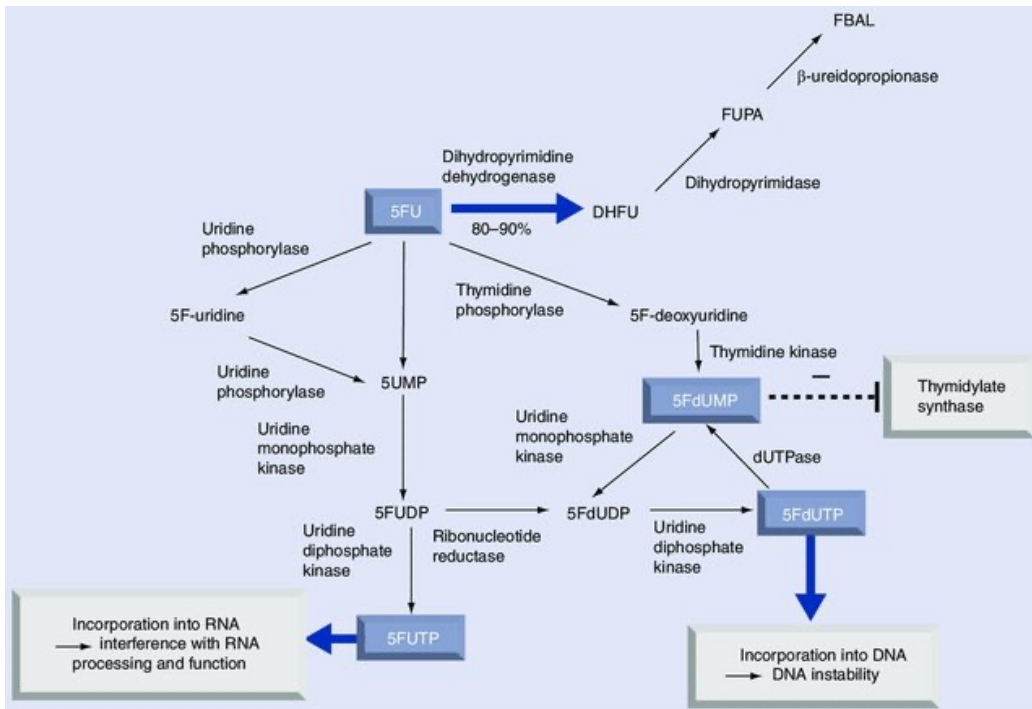 FBAL
β-ureidopropionase
FUPA
Dihydropyrimidine
dehydrogenase
Dihydropyrimidase
5FU
DHFU
80–90%
Uridine
phosphorylase
Thymidine
phosphorylase
5F-uridine
5F-deoxyuridine
Thymidine kinase
Uridine
phosphorylase
5UMP
5FdUMP
–
Thymidylate
synthase
Uridine
monophosphate
kinase
Uridine
monophosphate
kinase
dUTPase
5FUDP
5FdUDP
5FdUTP
Uridine
diphosphate
kinase
Ribonucleotide
reductase
Uridine
diphosphate
kinase
Incorporation into RNA
interference with RNA
processing and function
5FUTP
Incorporation into DNA
DNA instability